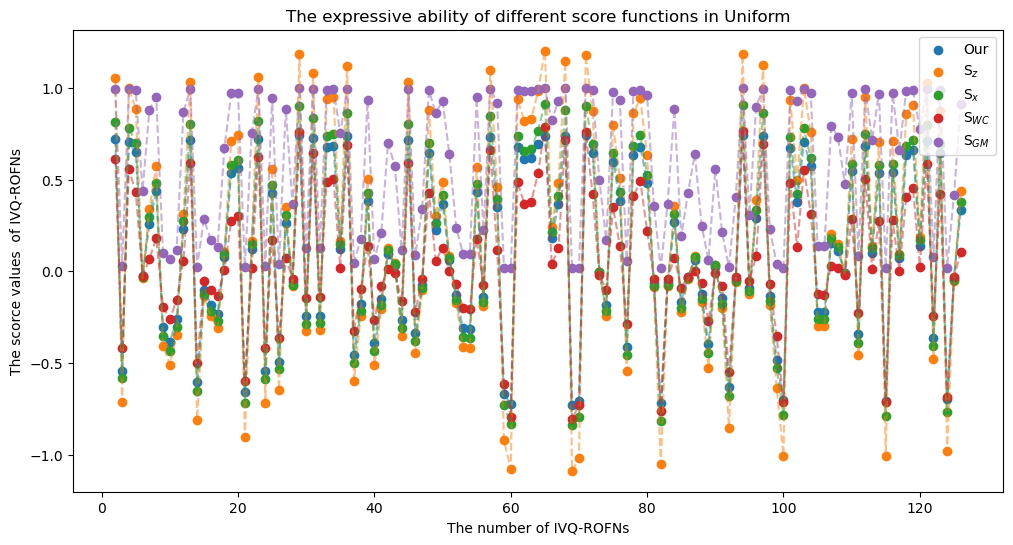 The expressive ability of different score functions in Uniform
The scorce values of IVQ-ROFNs
1.0
0.5
0.0
−0.5
−1.0
Our
S_z
S_x
S_WC
S_GM
0 20 40 60 80 100 120
The number of IVQ-ROFNs